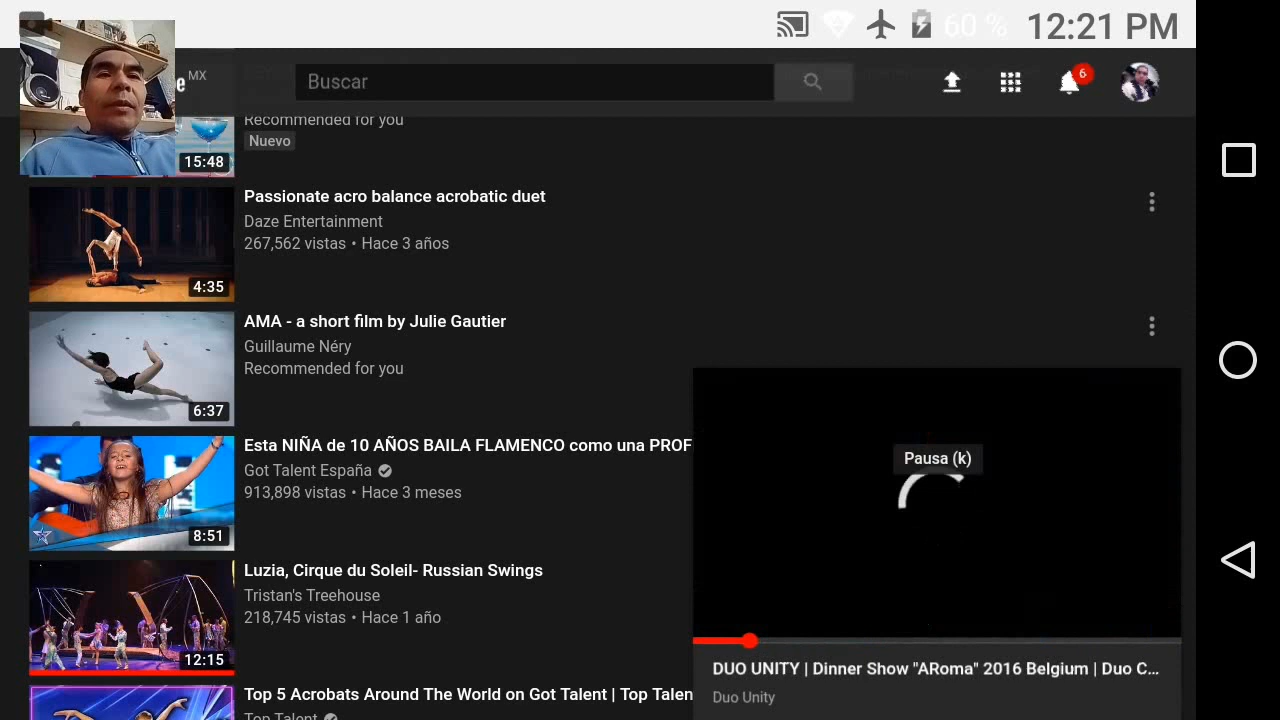 60 %
12:21 PM
e MX
Buscar
6
Recommended for you
Nuevo
15:48
Passionate acro balance acrobatic duet
Daze Entertainment
267,562 vistas • Hace 3 años
4:35
AMA - a short film by Julie Gautier
Guillaume Néry
Recommended for you
6:37
Esta NIÑA de 10 AÑOS BAILA FLAMENCO como una PROF
Got Talent España
913,898 vistas • Hace 3 meses
8:51
Luzia, Cirque du Soleil- Russian Swings
Tristan's Treehouse
218,745 vistas • Hace 1 año
12:15
Top 5 Acrobats Around The World on Got Talent | Top Talen
Top Talent
Pausa (k)
DUO UNITY | Dinner Show "ARoma" 2016 Belgium | Duo C...
Duo Unity